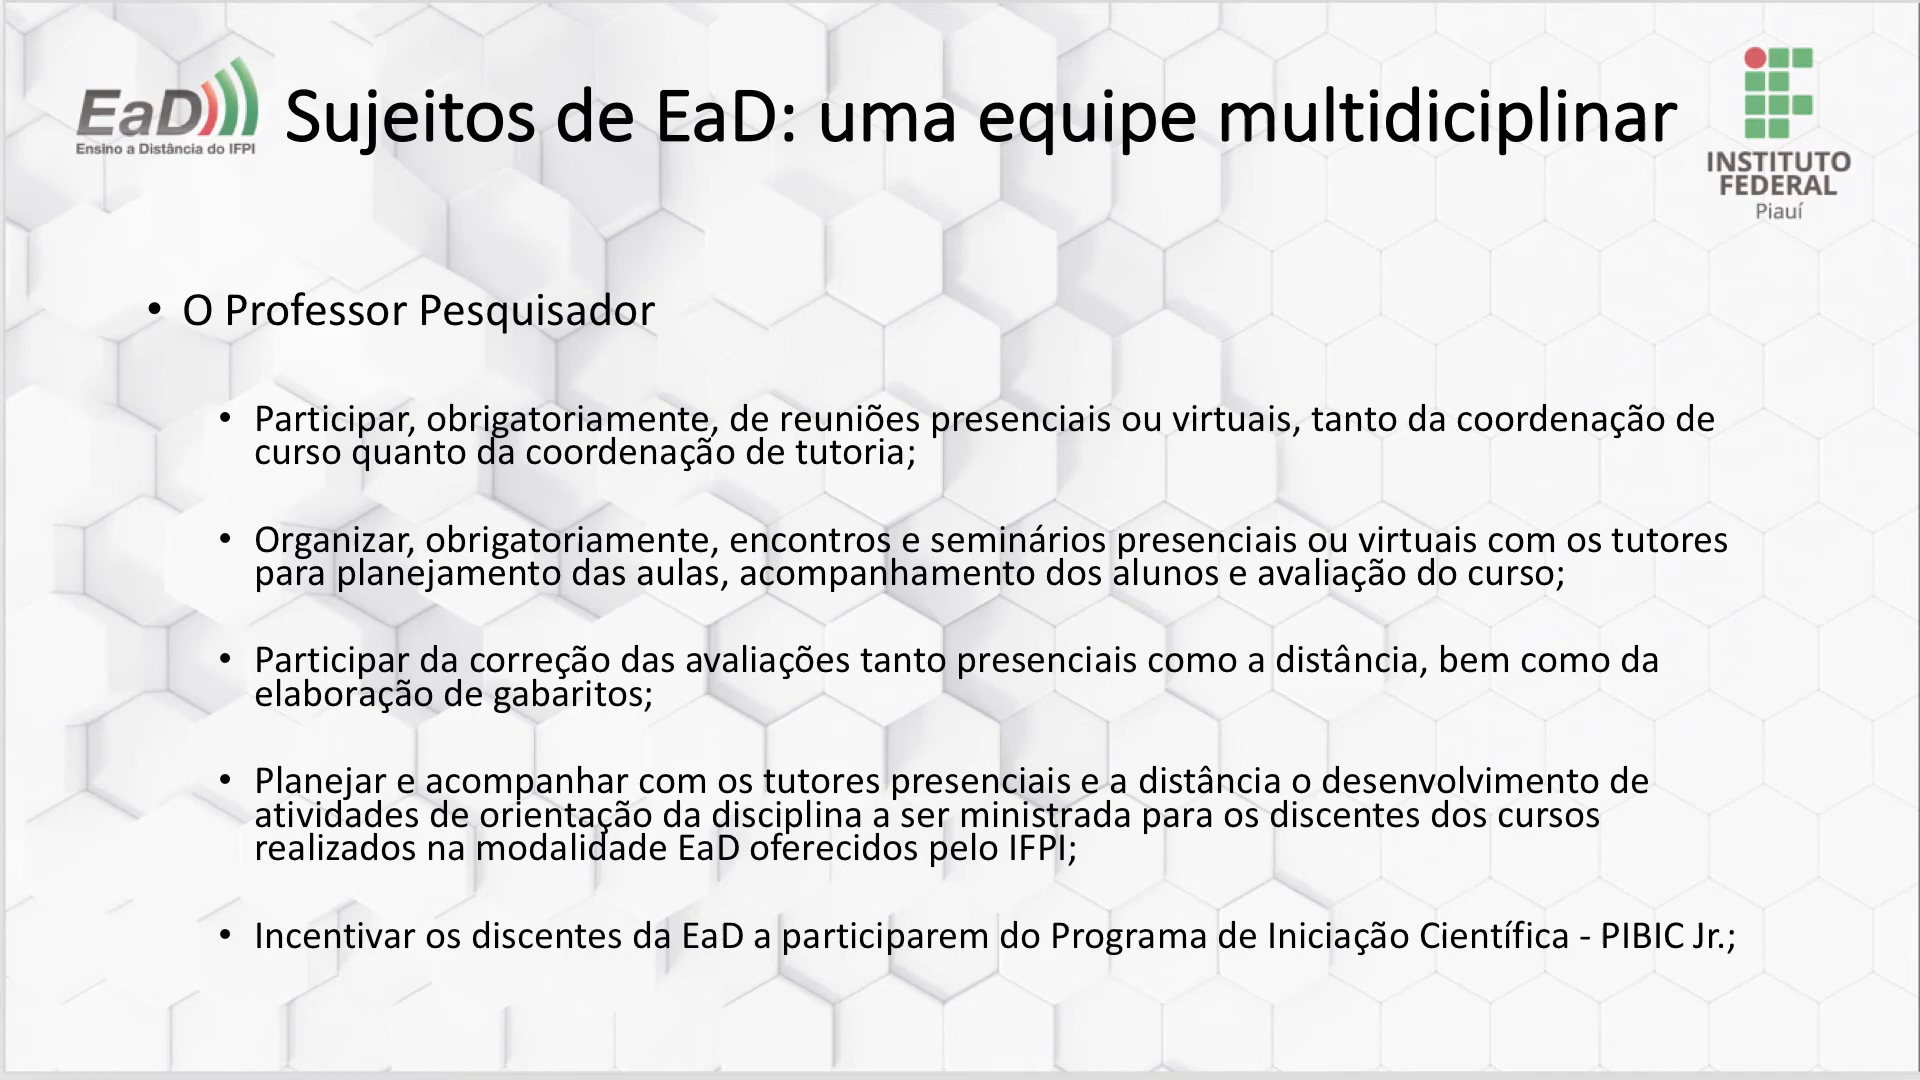 EaD
Ensino a Distância do IFPI
Sujeitos de EaD: uma equipe multidiciplinar
INSTITUTO
FEDERAL
Piauí
• O Professor Pesquisador
• Participar, obrigatoriamente, de reuniões presenciais ou virtuais, tanto da coordenação de
curso quanto da coordenação de tutoria;
• Organizar, obrigatoriamente, encontros e seminários presenciais ou virtuais com os tutores
para planejamento das aulas, acompanhamento dos alunos e avaliação do curso;
• Participar da correção das avaliações tanto presenciais como a distância, bem como da
elaboração de gabaritos;
• Planejar e acompanhar com os tutores presenciais e a distância o desenvolvimento de
atividades de orientação da disciplina a ser ministrada para os discentes dos cursos
realizados na modalidade EaD oferecidos pelo IFPI;
• Incentivar os discentes da EaD a participarem do Programa de Iniciação Científica - PIBIC Jr.;